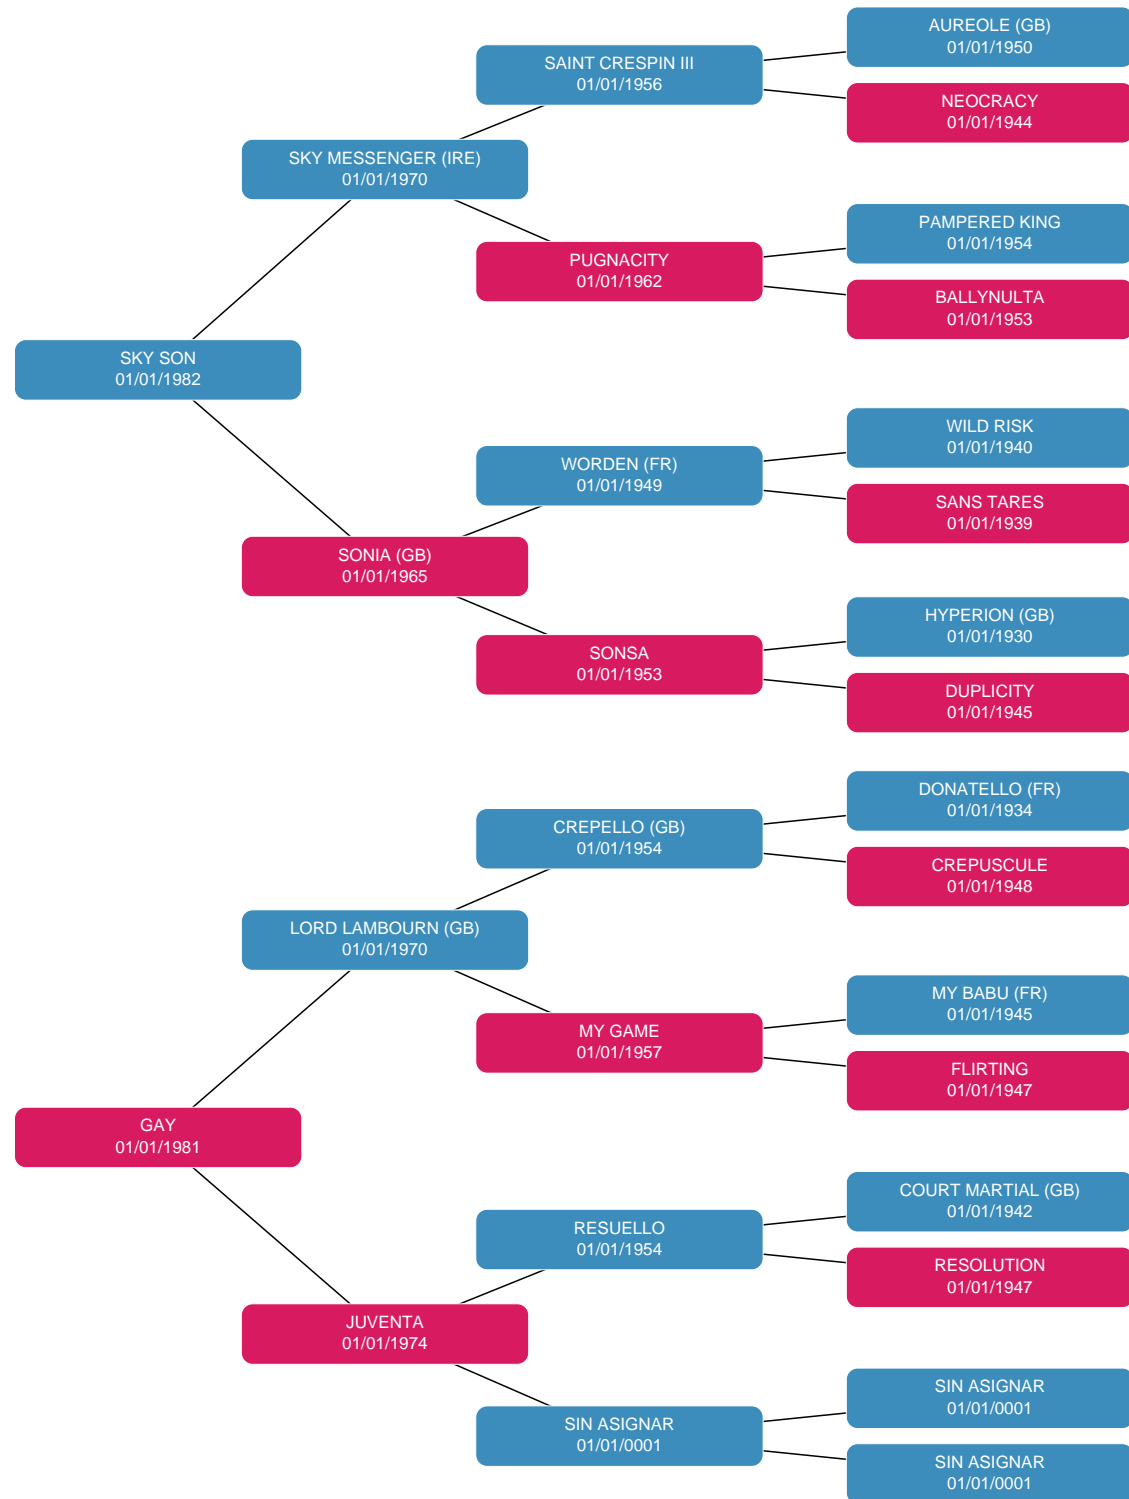 AUREOLE (GB)
01/01/1950
SAINT CRESPIN III
01/01/1956
NEOCRACY
01/01/1944
SKY MESSENGER (IRE)
01/01/1970
PAMPERED KING
01/01/1954
PUGNACITY
01/01/1962
BALLYNULTA
01/01/1953
SKY SON
01/01/1982
WILD RISK
01/01/1940
WORDEN (FR)
01/01/1949
SANS TARES
01/01/1939
SONIA (GB)
01/01/1965
HYPERION (GB)
01/01/1930
SONSA
01/01/1953
DUPLICITY
01/01/1945
DONATELLO (FR)
01/01/1934
CREPELLO (GB)
01/01/1954
CREPUSCULE
01/01/1948
LORD LAMBOURN (GB)
01/01/1970
MY BABU (FR)
01/01/1945
MY GAME
01/01/1957
FLIRTING
01/01/1947
GAY
01/01/1981
COURT MARTIAL (GB)
01/01/1942
RESUELLO
01/01/1954
RESOLUTION
01/01/1947
JUVENTA
01/01/1974
SIN ASIGNAR
01/01/0001
SIN ASIGNAR
01/01/0001
SIN ASIGNAR
01/01/0001